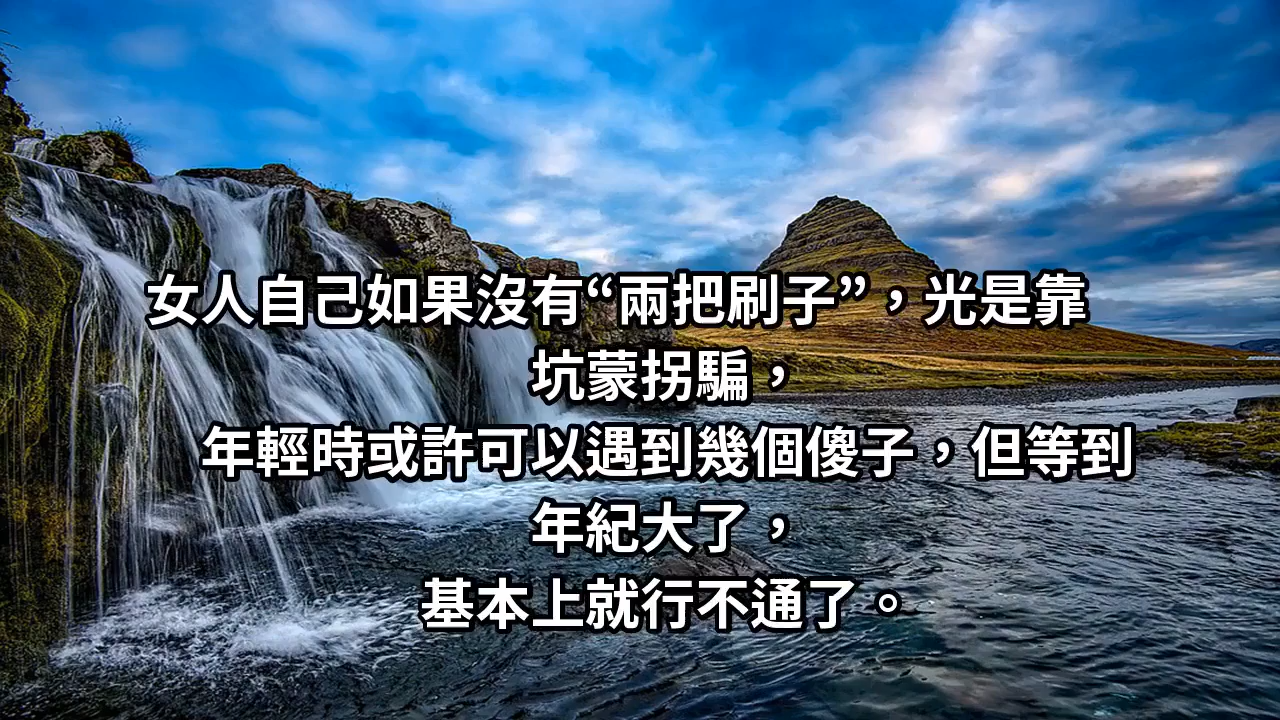 女人自己如果沒有“兩把刷子”，光是靠
坑蒙拐騙，
年輕時或許可以遇到幾個傻子，但等到
年紀大了，
基本上就行不通了。